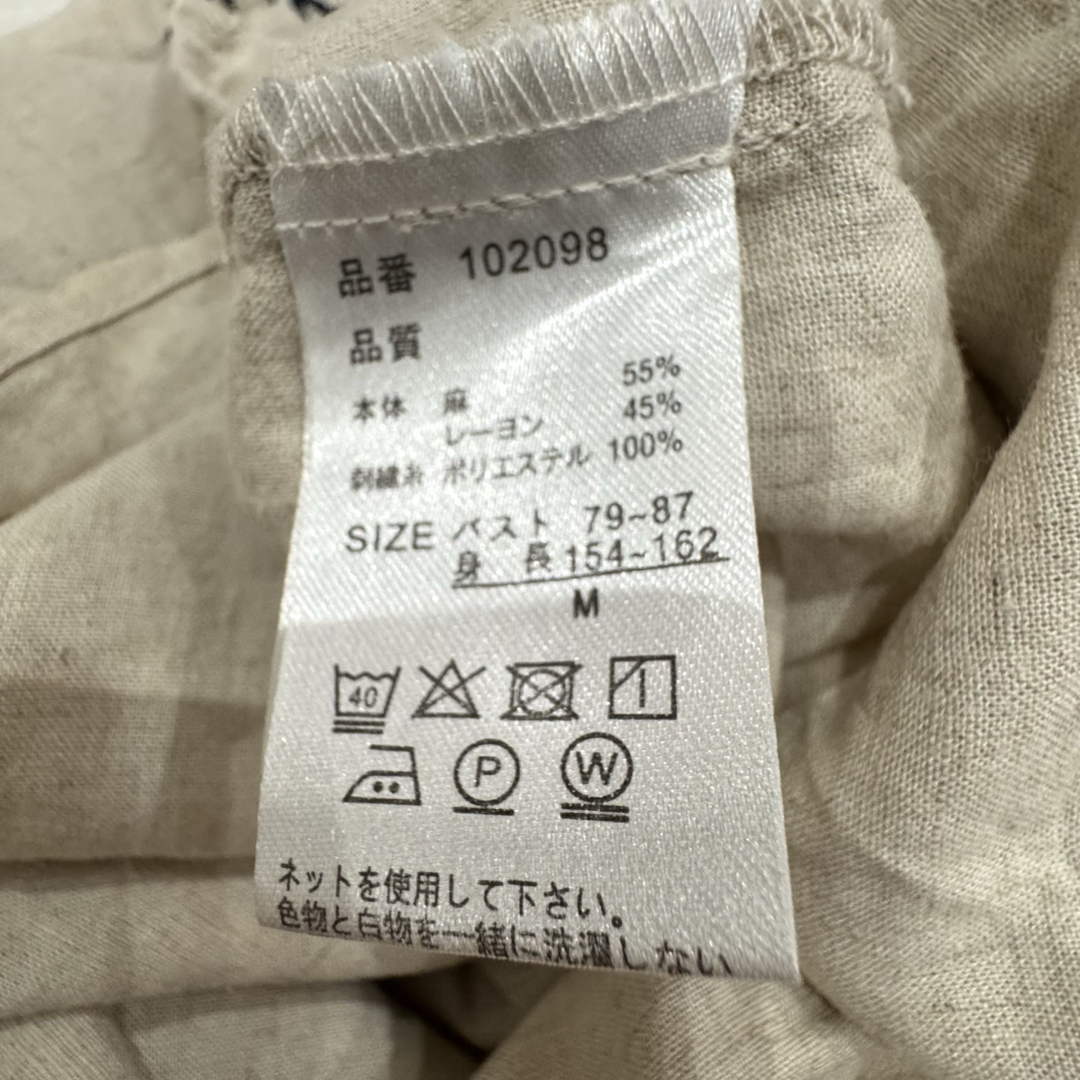 品番 102098
品質
本体 麻 55%
レーヨン 45%
刺繍糸 ポリエステル 100%
SIZE バスト 79~87
身 長 154~162
M
40
P W
ネットを使用して下さい。
色物と白物を一緒に洗濯しない